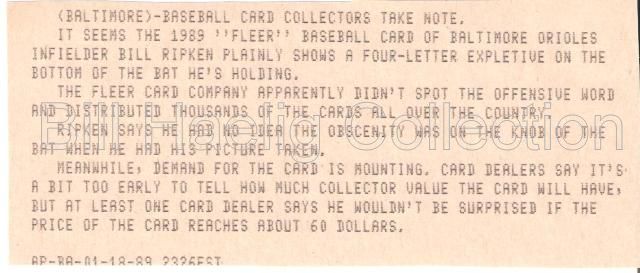 (BALTIMORE)-BASEBALL CARD COLLECTORS TAKE NOTE.
IT SEEMS THE 1989 ''FLEER'' BASEBALL CARD OF BALTIMORE ORIOLES
INFIELDER BILL RIPKEN PLAINLY SHOWS A FOUR-LETTER EXPLETIVE ON THE
BOTTOM OF THE BAT HE'S HOLDING.
THE FLEER CARD COMPANY APPARENTLY DIDN'T SPOT THE OFFENSIVE WORD
AND DISTRIBUTED THOUSANDS OF THE CARDS ALL OVER THE COUNTRY
Bill Haelig Collection
RIPKEN SAYS HE HAD NO IDEA THE OBSCENITY WAS ON THE KNOB OF THE
BAT WHEN HE HAD HIS PICTURE TAKEN.
MEANWHILE, DEMAND FOR THE CARD IS MOUNTING. CARD DEALERS SAY IT'S
A BIT TOO EARLY TO TELL HOW MUCH COLLECTOR VALUE THE CARD WILL HAVE,
BUT AT LEAST ONE CARD DEALER SAYS HE WOULDN'T BE SURPRISED IF THE
PRICE OF THE CARD REACHES ABOUT 60 DOLLARS.
AP-BA-01-18-89 2326EST